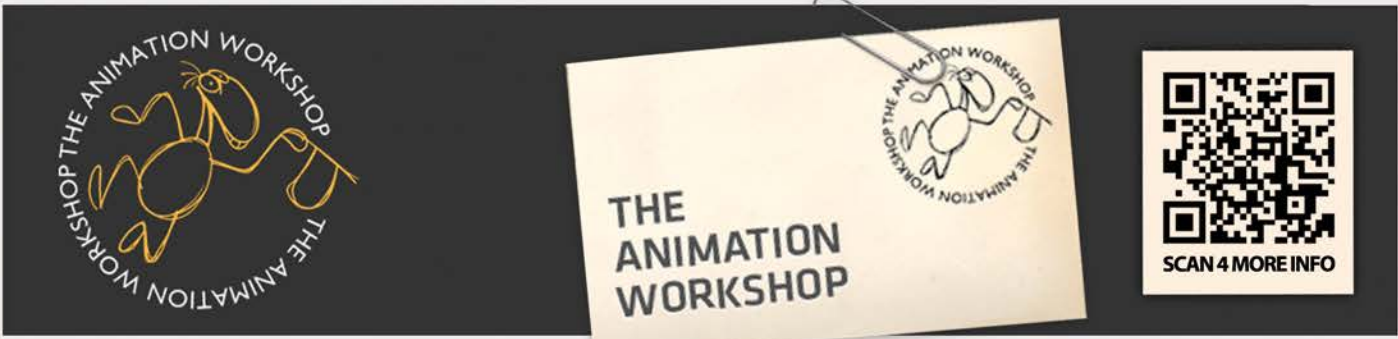 THE ANIMATION WORKSHOP THE ANIMATION WORKSHOP
THE ANIMATION WORKSHOP THE ANIMATION WORKSHOP
THE
ANIMATION
WORKSHOP
SCAN 4 MORE INFO